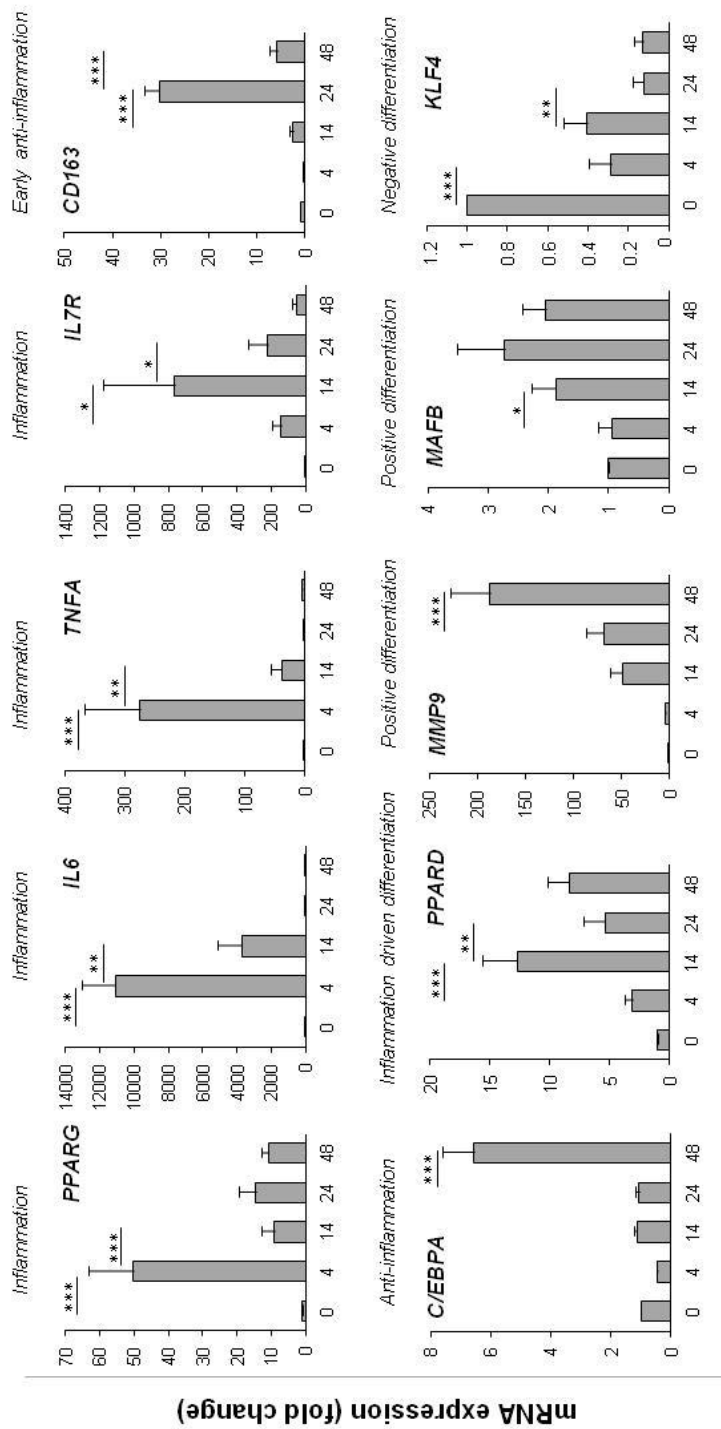 mRNA expression (fold change)
Inflammation
PPARG
***
***
70
60
50
40
30
20
10
0
0 4 14 24 48
Inflammation
IL6
***
**
14000
12000
10000
8000
6000
4000
2000
0
0 4 14 24 48
Inflammation
TNFA
***
**
400
300
200
100
0
0 4 14 24 48
Inflammation
IL7R
*
*
1400
1200
1000
800
600
400
200
0
0 4 14 24 48
Early anti-inflammation
CD163
***
***
50
40
30
20
10
0
0 4 14 24 48
Anti-inflammation
C/EBPA
***
8
6
4
2
0
0 4 14 24 48
Inflammation driven differentiation
PPARD
***
**
20
15
10
5
0
0 4 14 24 48
Positive differentiation
MMP9
***
250
200
150
100
50
0
0 4 14 24 48
Positive differentiation
MAFB
*
4
3
2
1
0
0 4 14 24 48
Negative differentiation
KLF4
***
**
1.2
1
0.8
0.6
0.4
0.2
0
0 4 14 24 48